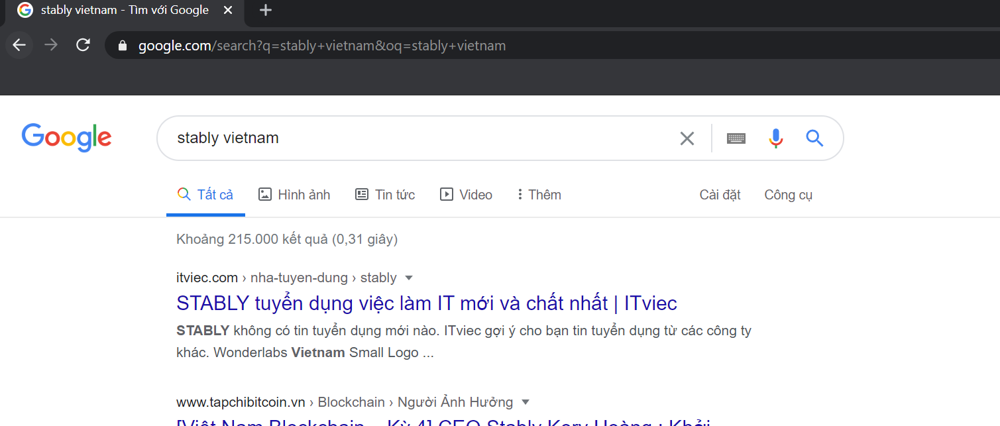 stably vietnam - Tìm với Google
google.com/search?q=stably+vietnam&oq=stably+vietnam
Google
stably vietnam
Tất cả Hình ảnh Tin tức Video Thêm Cài đặt Công cụ
Khoảng 215.000 kết quả (0,31 giây)
itviec.com › nha-tuyen-dung › stably
STABLY tuyển dụng việc làm IT mới và chất nhất | ITviec
STABLY không có tin tuyển dụng mới nào. ITviec gợi ý cho bạn tin tuyển dụng từ các công ty
khác. Wonderlabs Vietnam Small Logo ...
www.tapchibitcoin.vn › Blockchain › Người Ảnh Hưởng
[Việt Nam Blockchain – Kỳ 4] CEO Stably Kory Hoàng : Khởi